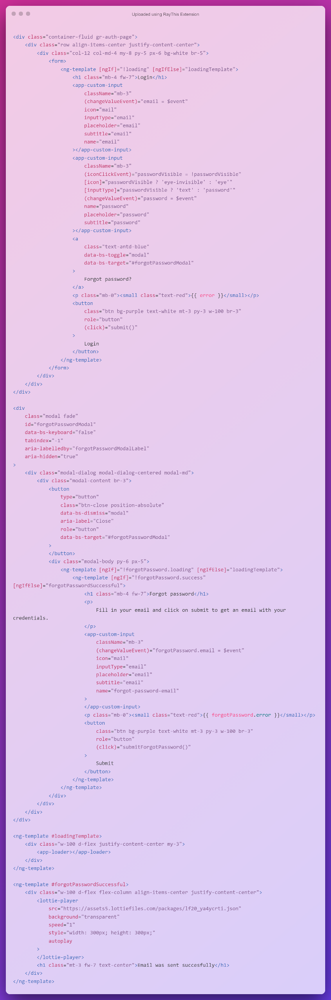 Uploaded using RayThis Extension
<div class="container-fluid gr-auth-page">
    <div class="row align-items-center justify-content-center">
        <div class="col-12 col-md-4 my-8 py-5 px-6 bg-white br-5">
            <form>
                <ng-template [ngIf]="!loading" [ngIfElse]="loadingTemplate">
                    <h1 class="mb-4 fw-7">Login</h1>
                    <app-custom-input
                        className="mb-3"
                        (changeValueEvent)="email = $event"
                        icon="mail"
                        inputType="email"
                        placeholder="email"
                        subtitle="email"
                        name="email"
                    ></app-custom-input>
                    <app-custom-input
                        className="mb-3"
                        (iconClickEvent)="passwordVisible = !passwordVisible"
                        [icon]="passwordVisible ? 'eye-invisible' : 'eye'"
                        [inputType]="passwordVisible ? 'text' : 'password'"
                        (changeValueEvent)="password = $event"
                        name="password"
                        placeholder="password"
                        subtitle="password"
                    ></app-custom-input>
                    <a
                        class="text-antd-blue"
                        data-bs-toggle="modal"
                        data-bs-target="#forgotPasswordModal"
                    >
                        Forgot password?
                    </a>
                    <p class="mb-0"><small class="text-red">{{ error }}</small></p>
                    <button
                        class="btn bg-purple text-white mt-3 py-3 w-100 br-3"
                        role="button"
                        (click)="submit()"
                    >
                        Login
                    </button>
                </ng-template>
            </form>
        </div>
    </div>
</div>

<div
    class="modal fade"
    id="forgotPasswordModal"
    data-bs-keyboard="false"
    tabindex="-1"
    aria-labelledby="forgotPasswordModalLabel"
    aria-hidden="true"
>
    <div class="modal-dialog modal-dialog-centered modal-md">
        <div class="modal-content br-3">
            <button
                type="button"
                class="btn-close position-absolute"
                data-bs-dismiss="modal"
                aria-label="Close"
                role="button"
                data-bs-target="#forgotPasswordModal"
            >
            </button>
            <div class="modal-body py-6 px-5">
                <ng-template [ngIf]="!forgotPassword.loading" [ngIfElse]="loadingTemplate">
                    <ng-template [ngIf]="!forgotPassword.success"
[ngIfElse]="forgotPasswordSuccessful">
                        <h1 class="mb-4 fw-7">Forgot password</h1>
                        <p>
                            Fill in your email and click on submit to get an email with your
credentials.
                        </p>
                        <app-custom-input
                            className="mb-3"
                            (changeValueEvent)="forgotPassword.email = $event"
                            icon="mail"
                            inputType="email"
                            placeholder="email"
                            subtitle="email"
                            name="forgot-password-email"
                        >
                        </app-custom-input>
                        <p class="mb-0"><small class="text-red">{{ forgotPassword.error }}</small></p>
                        <button
                            class="btn bg-purple text-white mt-3 py-3 w-100 br-3"
                            role="button"
                            (click)="submitForgotPassword()"
                        >
                            Submit
                        </button>
                    </ng-template>
                </ng-template>
            </div>
        </div>
    </div>
</div>

<ng-template #loadingTemplate>
    <div class="w-100 d-flex justify-content-center my-3">
        <app-loader></app-loader>
    </div>
</ng-template>

<ng-template #forgotPasswordSuccessful>
    <div class="w-100 d-flex flex-column align-items-center justify-content-center">
        <lottie-player
            src="https://assets5.lottiefiles.com/packages/lf20_ya4ycrti.json"
            background="transparent"
            speed="1"
            style="width: 300px; height: 300px;"
            autoplay
        >
        </lottie-player>
        <h1 class="mt-3 fw-7 text-center">Email was sent succesfully</h1>
    </div>
</ng-template>